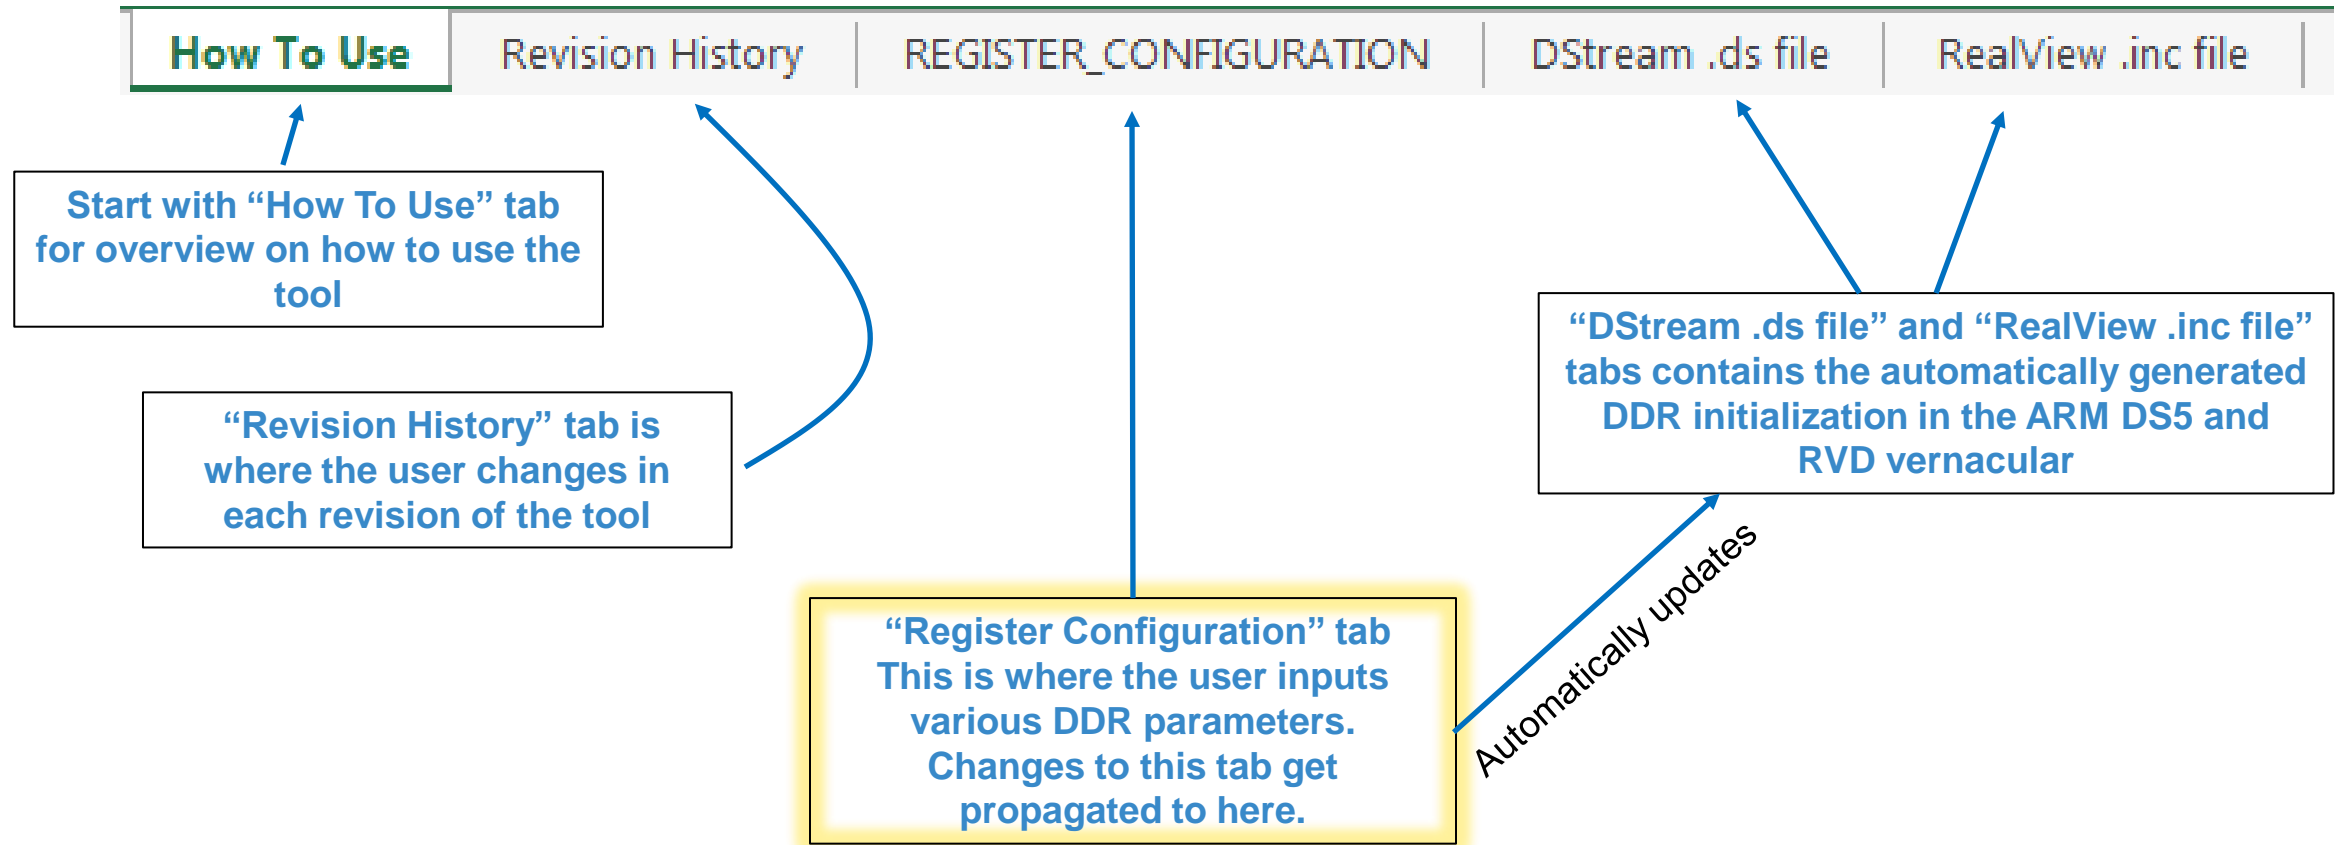 How To Use
Revision History
REGISTER_CONFIGURATION
DStream .ds file
RealView .inc file
Start with “How To Use” tab
for overview on how to use the
tool
“Revision History” tab is
where the user changes in
each revision of the tool
“Register Configuration” tab
This is where the user inputs
various DDR parameters.
Changes to this tab get
propagated to here.
Automatically updates
“DStream .ds file” and “RealView .inc file”
tabs contains the automatically generated
DDR initialization in the ARM DS5 and
RVD vernacular